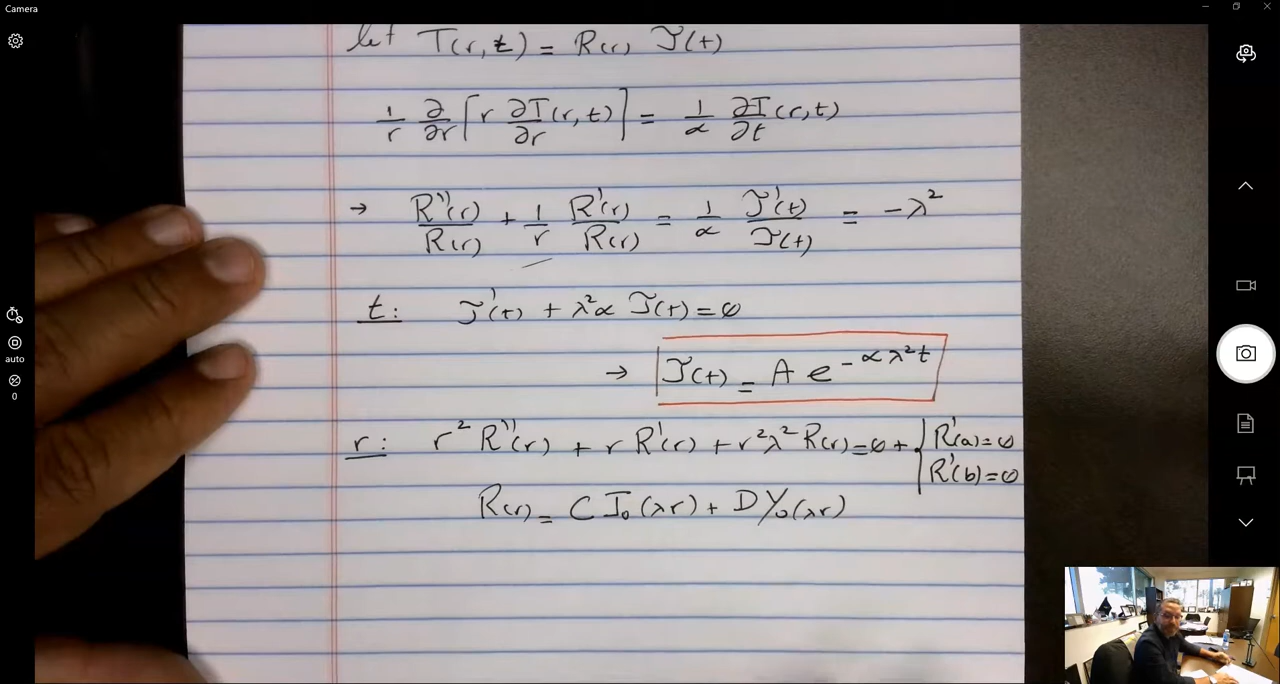 Camera
let T(r,t) = R(r) T(t)
1/r ∂/∂r [r ∂T/∂r (r,t)] = 1/α ∂T/∂t (r,t)
→ R''(r)/R(r) + 1/r R'(r)/R(r) = 1/α T'(t)/T(t) = -λ²
t: T'(t) + λ²α T(t) = 0
auto
→ T(t) = A e^{-αλ²t}
0
r: r² R''(r) + r R'(r) + r²λ² R(r) = 0 + { R'(a) = 0
R'(b) = 0
R(r) = C J₀(λr) + D Y₀(λr)